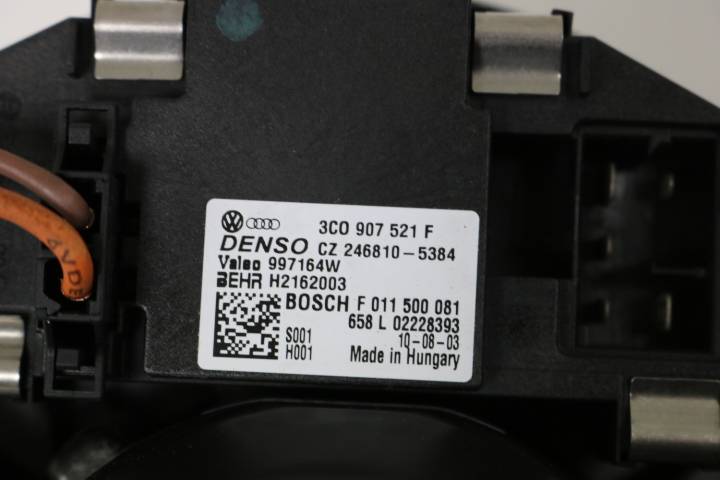 3C0 907 521 F
DENSO CZ 246810-5384
Valeo 997164W
BEHR H2162003
BOSCH F 011 500 081
658 L 02228393
S001 10-08-03
H001 Made in Hungary
4VDE